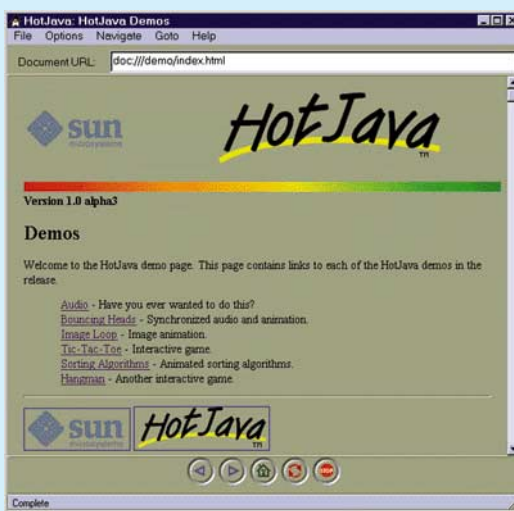 HotJava: HotJava Demos
File Options Navigate Goto Help
Document URL: doc:///demo/index.html
sun
microsystems
HotJava
TM
Version 1.0 alpha3
Demos
Welcome to the HotJava demo page. This page contains links to each of the HotJava demos in the
release.
Audio - Have you ever wanted to do this?
Bouncing Heads - Synchronized audio and animation.
Image Loop - Image animation.
Tic-Tac-Toe - Interactive game.
Sorting Algorithms - Animated sorting algorithms.
Hangman - Another interactive game.
sun
microsystems
HotJava
TM
STOP
Complete